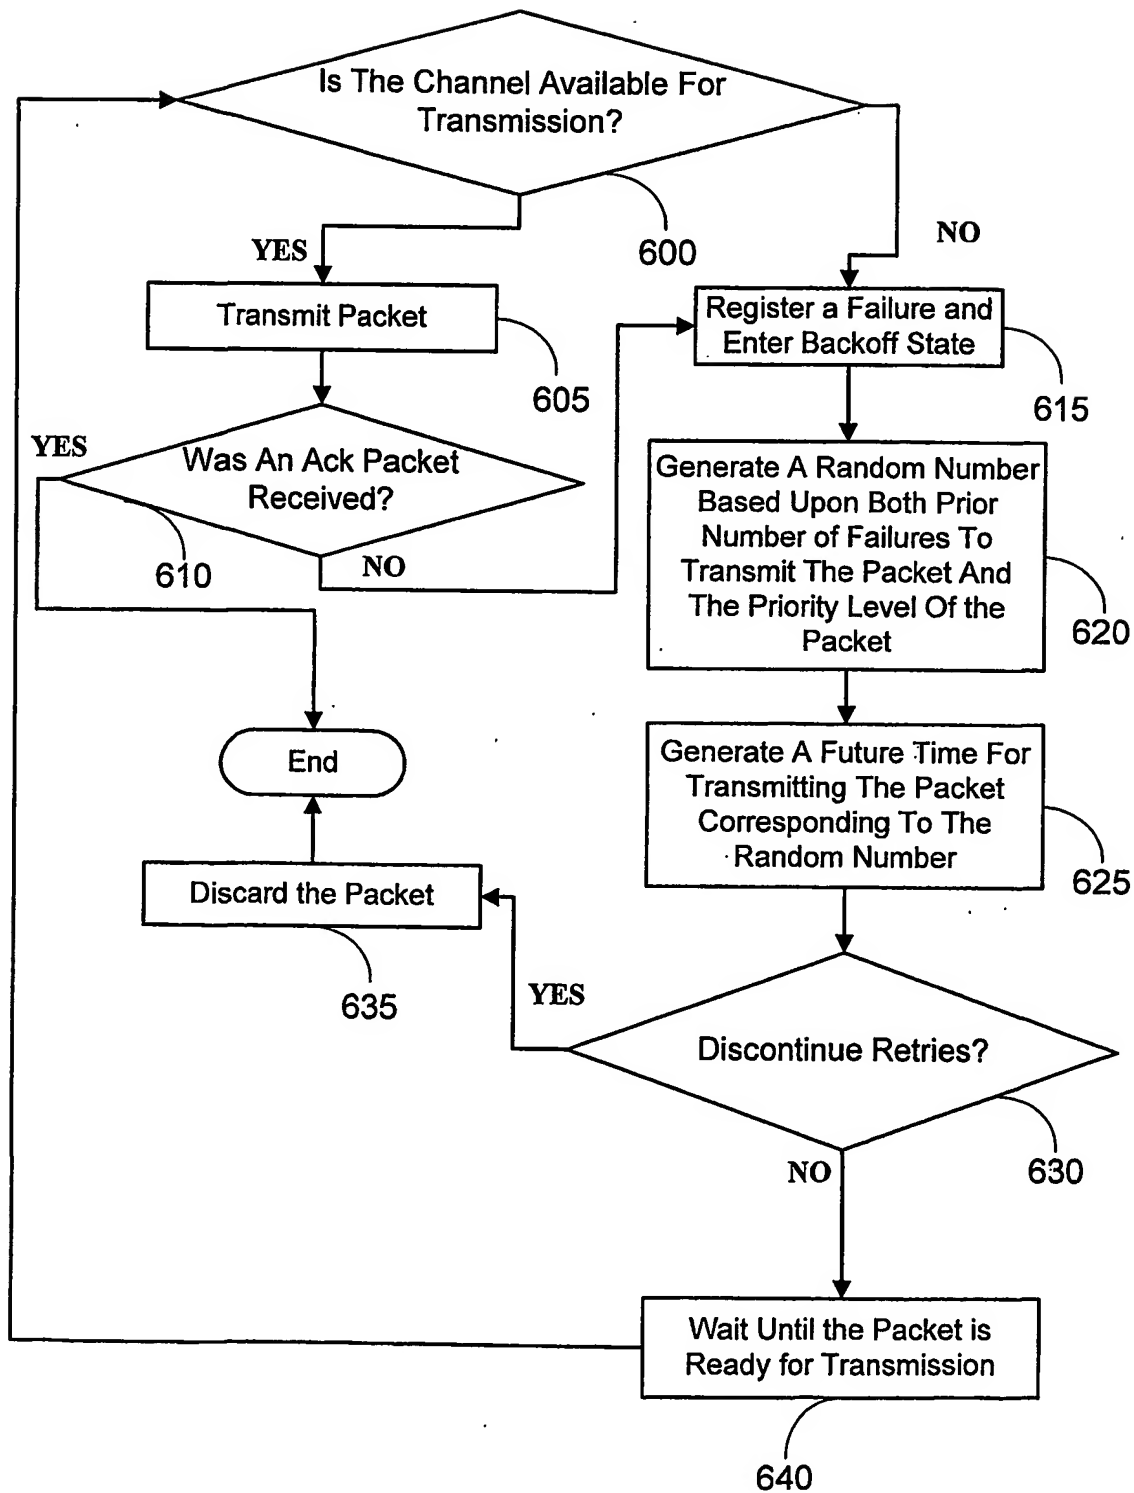 Is The Channel Available For
Transmission?
600
YES
NO
Transmit Packet
605
Register a Failure and
Enter Backoff State
615
YES
Was An Ack Packet
Received?
610
NO
Generate A Random Number
Based Upon Both Prior
Number of Failures To
Transmit The Packet And
The Priority Level Of the
Packet
620
End
Generate A Future Time For
Transmitting The Packet
Corresponding To The
Random Number
625
Discard the Packet
635
YES
Discontinue Retries?
630
NO
Wait Until the Packet is
Ready for Transmission
640